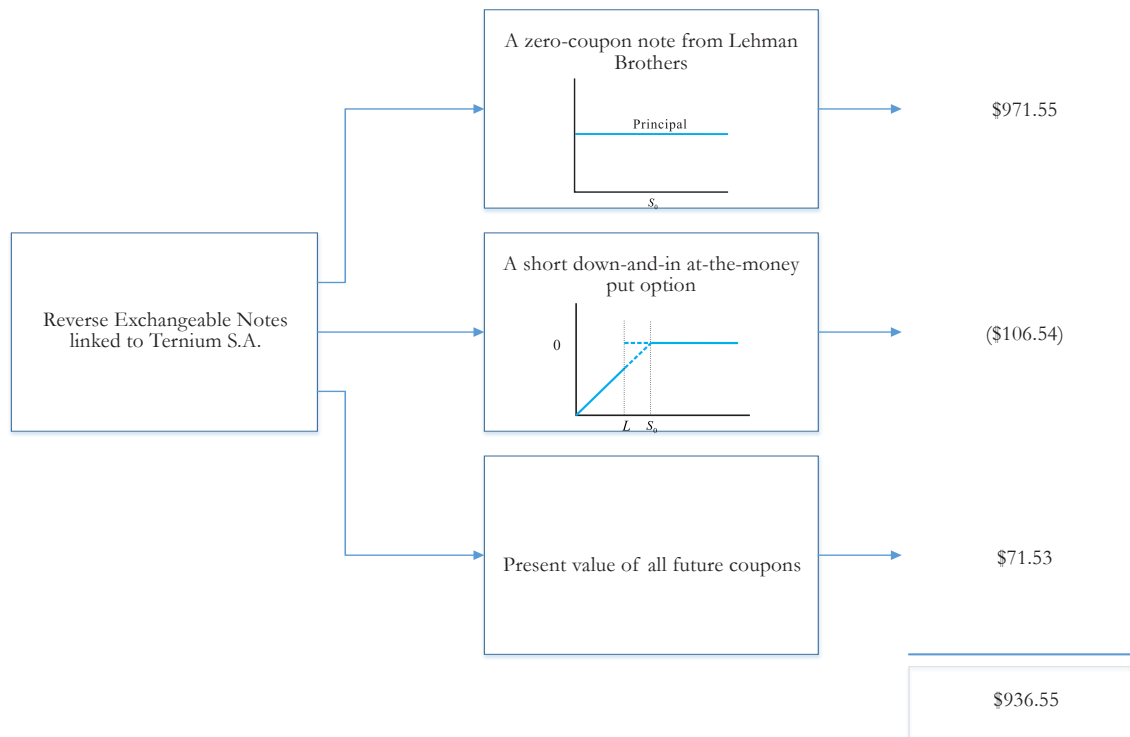 A zero-coupon note from Lehman
Brothers
Principal
S₀
$971.55
Reverse Exchangeable Notes
linked to Ternium S.A.
A short down-and-in at-the-money
put option
0
L S₀
($106.54)
Present value of all future coupons
$71.53
$936.55